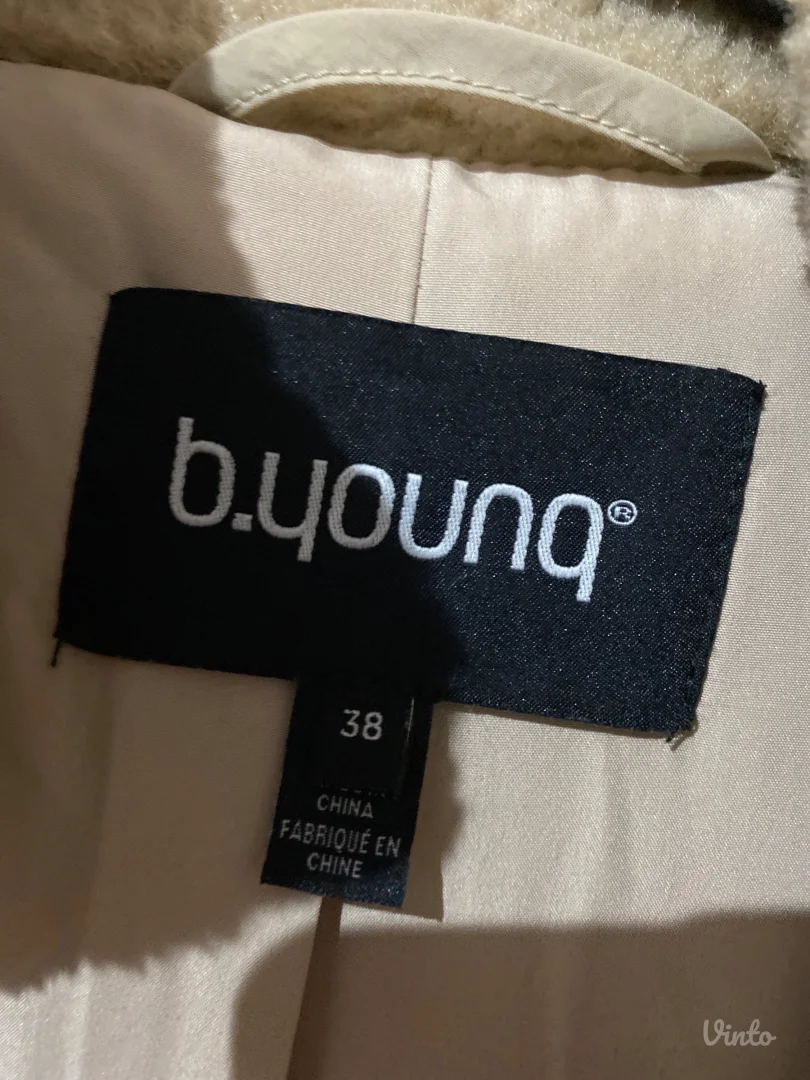 b.young®
38
CHINA
FABRIQUÉ EN
CHINE
Vinto